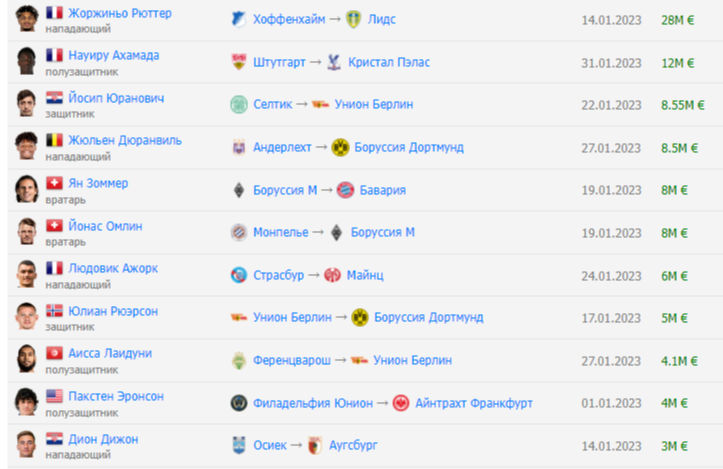 Жоржиньо Рюттер Хоффенхайм → Лидс 14.01.2023 28M €
нападающий
Науиру Ахамада Штутгарт → Кристал Пэлас 31.01.2023 12M €
полузащитник
Йосип Юранович Селтик → Унион Берлин 22.01.2023 8.55M €
защитник
Жюльен Дюранвиль Андерлехт → Боруссия Дортмунд 27.01.2023 8.5M €
нападающий
Ян Зоммер Боруссия М → Бавария 19.01.2023 8M €
вратарь
Йонас Омлин Монпелье → Боруссия М 19.01.2023 8M €
вратарь
Людовик Ажорк Страсбур → Майнц 24.01.2023 6M €
нападающий
Юлиан Рюэрсон Унион Берлин → Боруссия Дортмунд 17.01.2023 5M €
защитник
Аисса Лаидуни Ференцварош → Унион Берлин 27.01.2023 4.1M €
полузащитник
Пакстен Эронсон Филадельфия Юнион → Айнтрахт Франкфурт 01.01.2023 4M €
полузащитник
Дион Дижон Осиек → Аугсбург 14.01.2023 3M €
нападающий